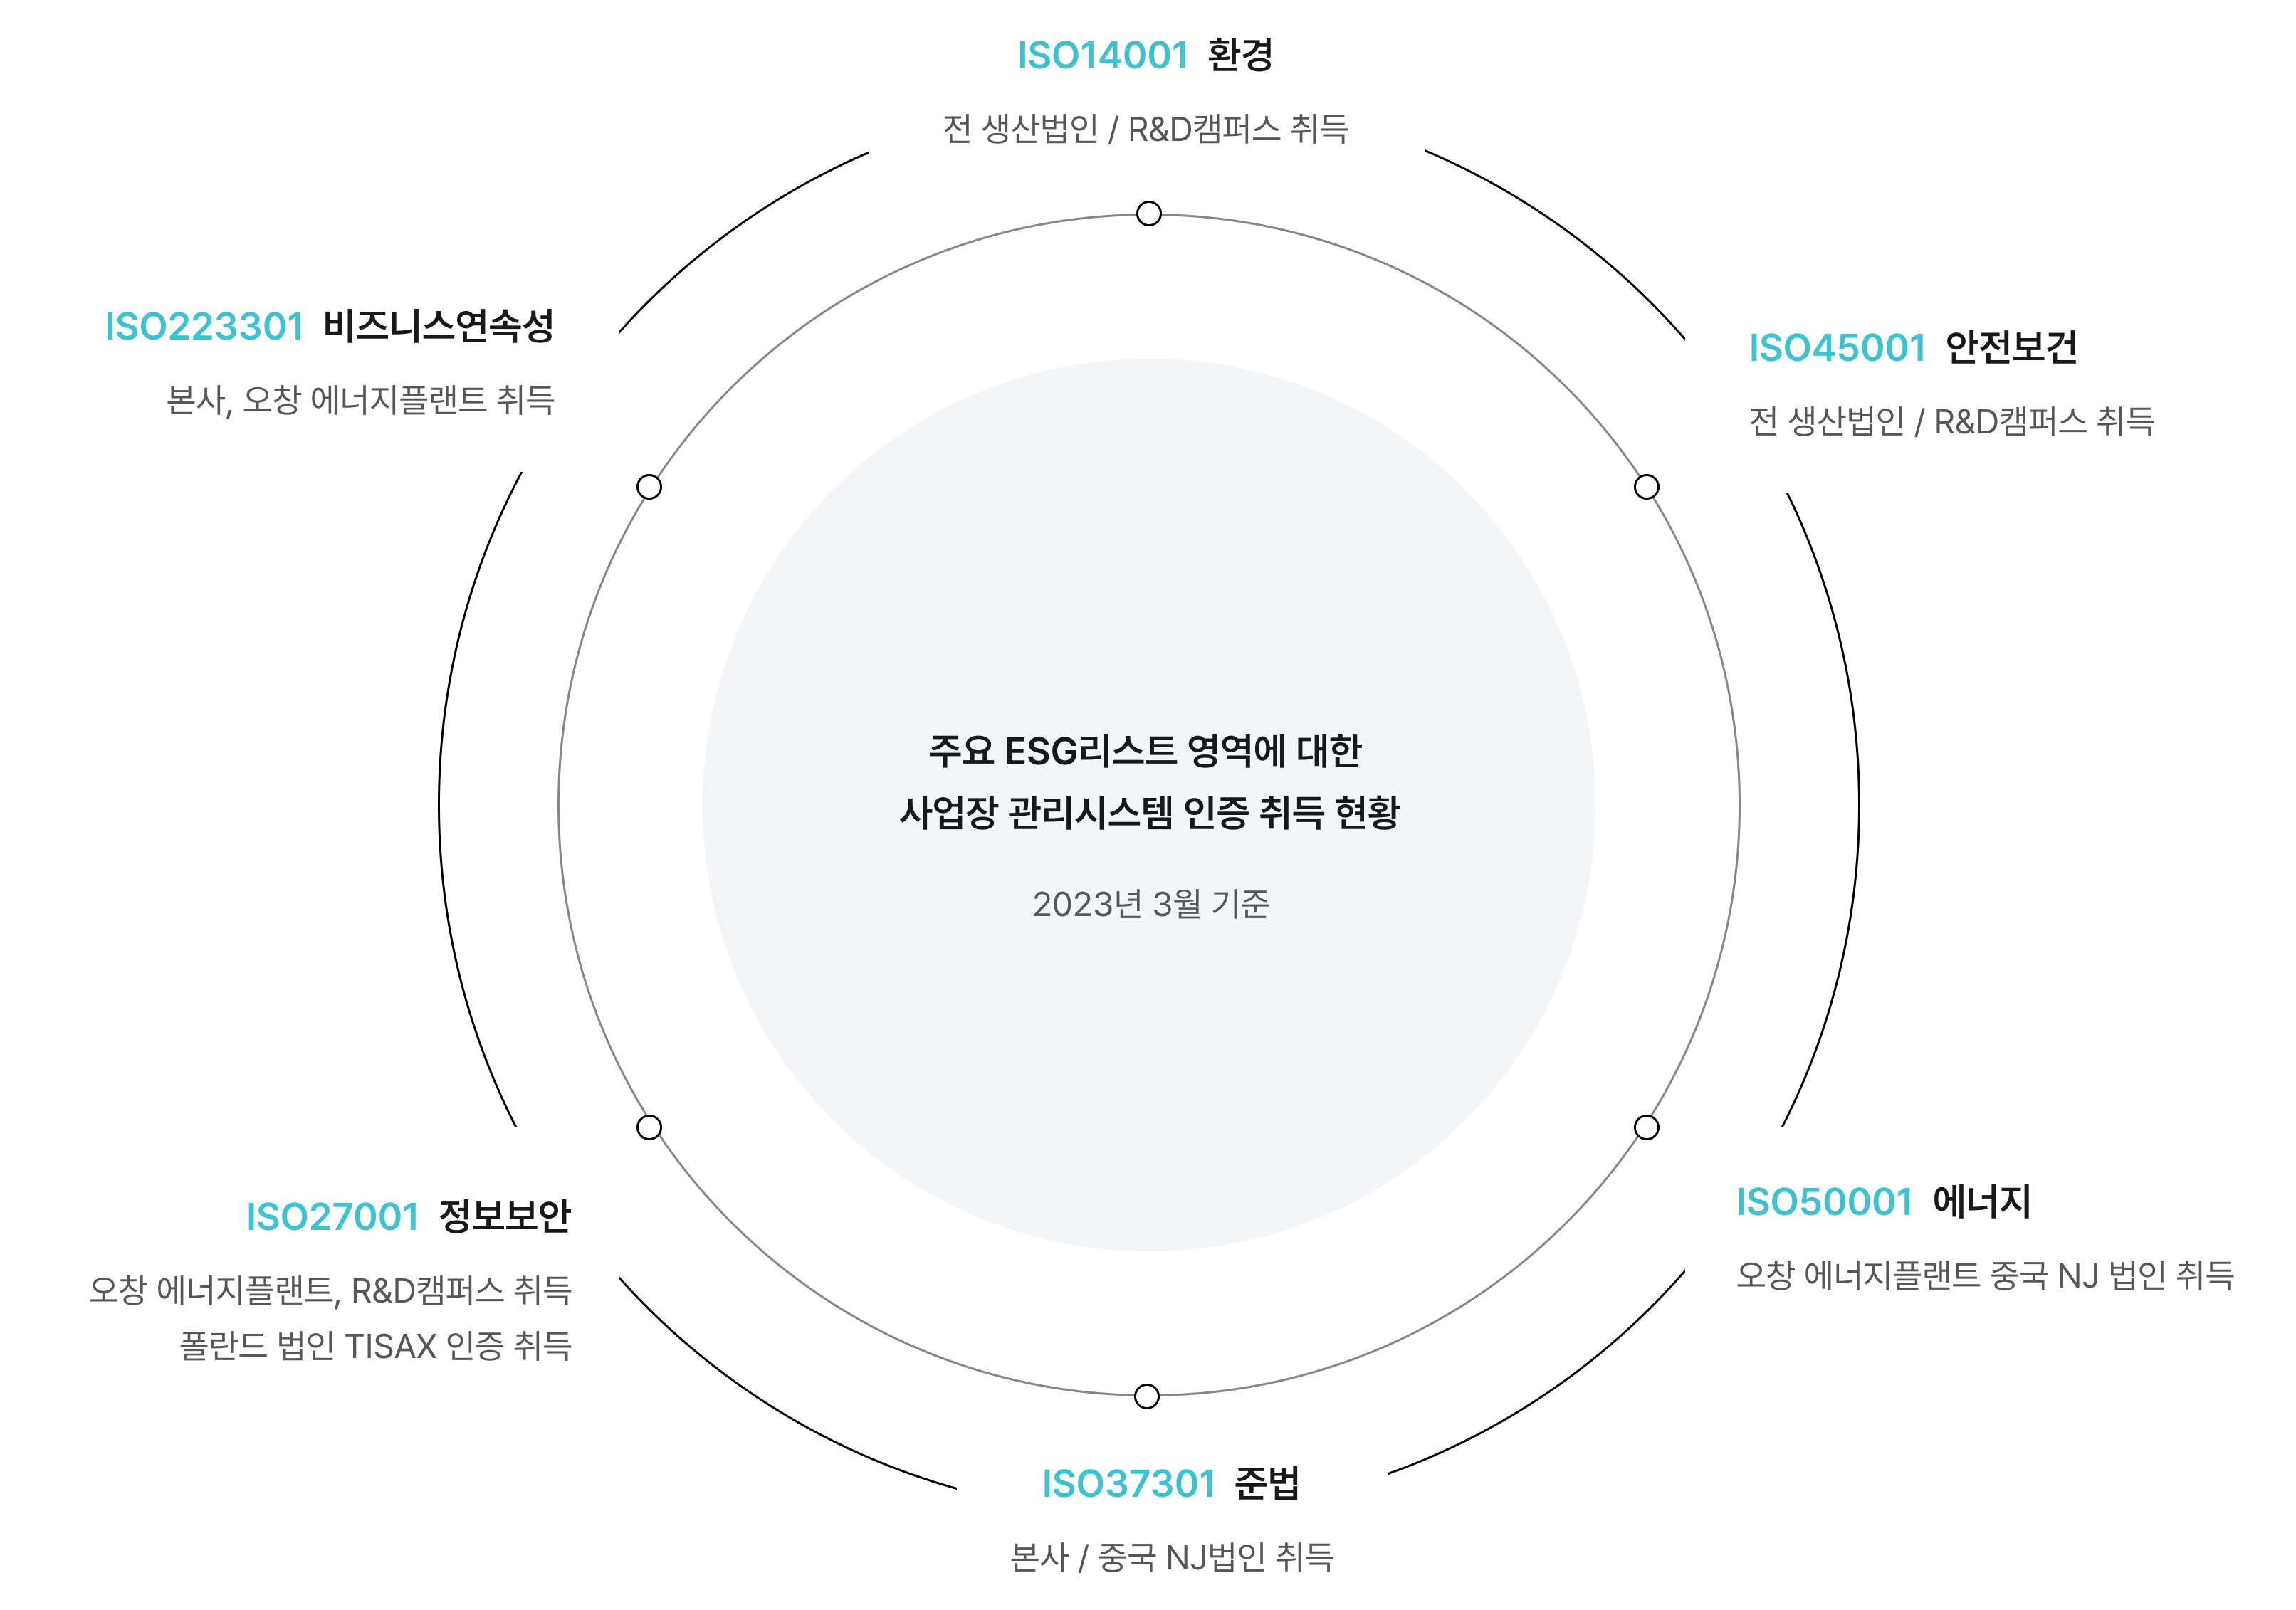 ISO14001 환경
전 생산법인 / R&D캠퍼스 취득
ISO223301 비즈니스연속성
본사, 오창 에너지플랜트 취득
ISO45001 안전보건
전 생산법인 / R&D캠퍼스 취득
주요 ESG리스트 영역에 대한
사업장 관리시스템 인증 취득 현황
2023년 3월 기준
ISO27001 정보보안
오창 에너지플랜트, R&D캠퍼스 취득
폴란드 법인 TISAX 인증 취득
ISO50001 에너지
오창 에너지플랜드 중국 NJ 법인 취득
ISO37301 준법
본사 / 중국 NJ법인 취득